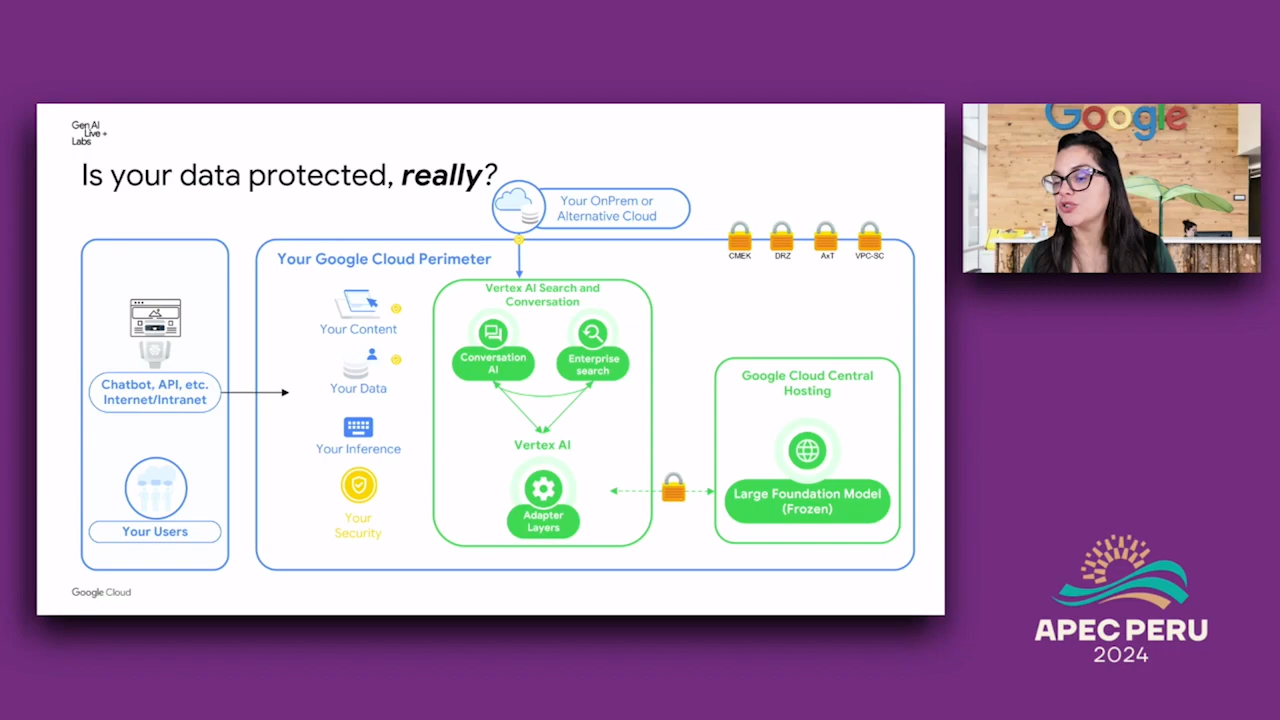 Gen AI
Live +
Labs
Is your data protected, really?
Your OnPrem or
Alternative Cloud
CMEK
DRZ
AxT
VPC-SC
Your Google Cloud Perimeter
Chatbot, API, etc.
Internet/Intranet
Your Users
Your Content
Your Data
Your Inference
Your
Security
Vertex AI Search and
Conversation
Conversation
AI
Enterprise
search
Vertex AI
Adapter
Layers
Google Cloud Central
Hosting
Large Foundation Model
(Frozen)
Google Cloud
Google
APEC PERU
2024